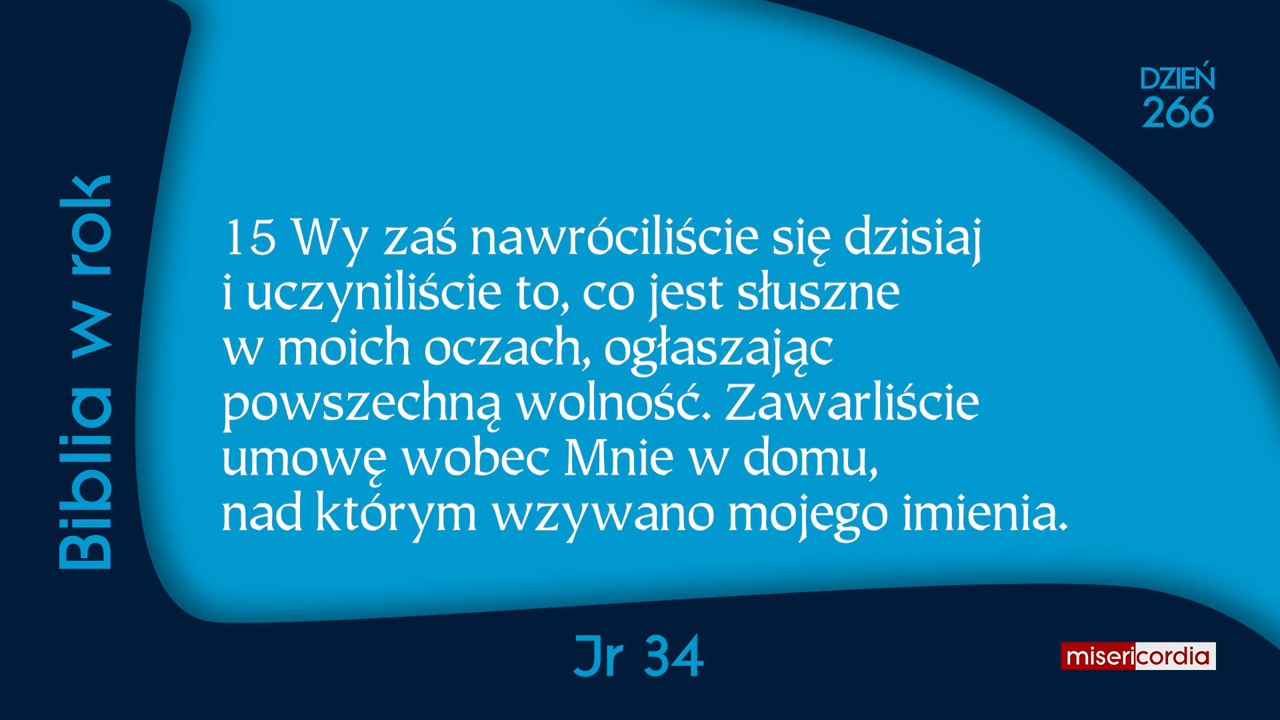 DZIEŃ
266
Biblia w rok
15 Wy zaś nawróciliście się dzisiaj
i uczyniliście to, co jest słuszne
w moich oczach, ogłaszając
powszechną wolność. Zawarliście
umowę wobec Mnie w domu,
nad którym wzywano mojego imienia.
Jr 34
misericordia